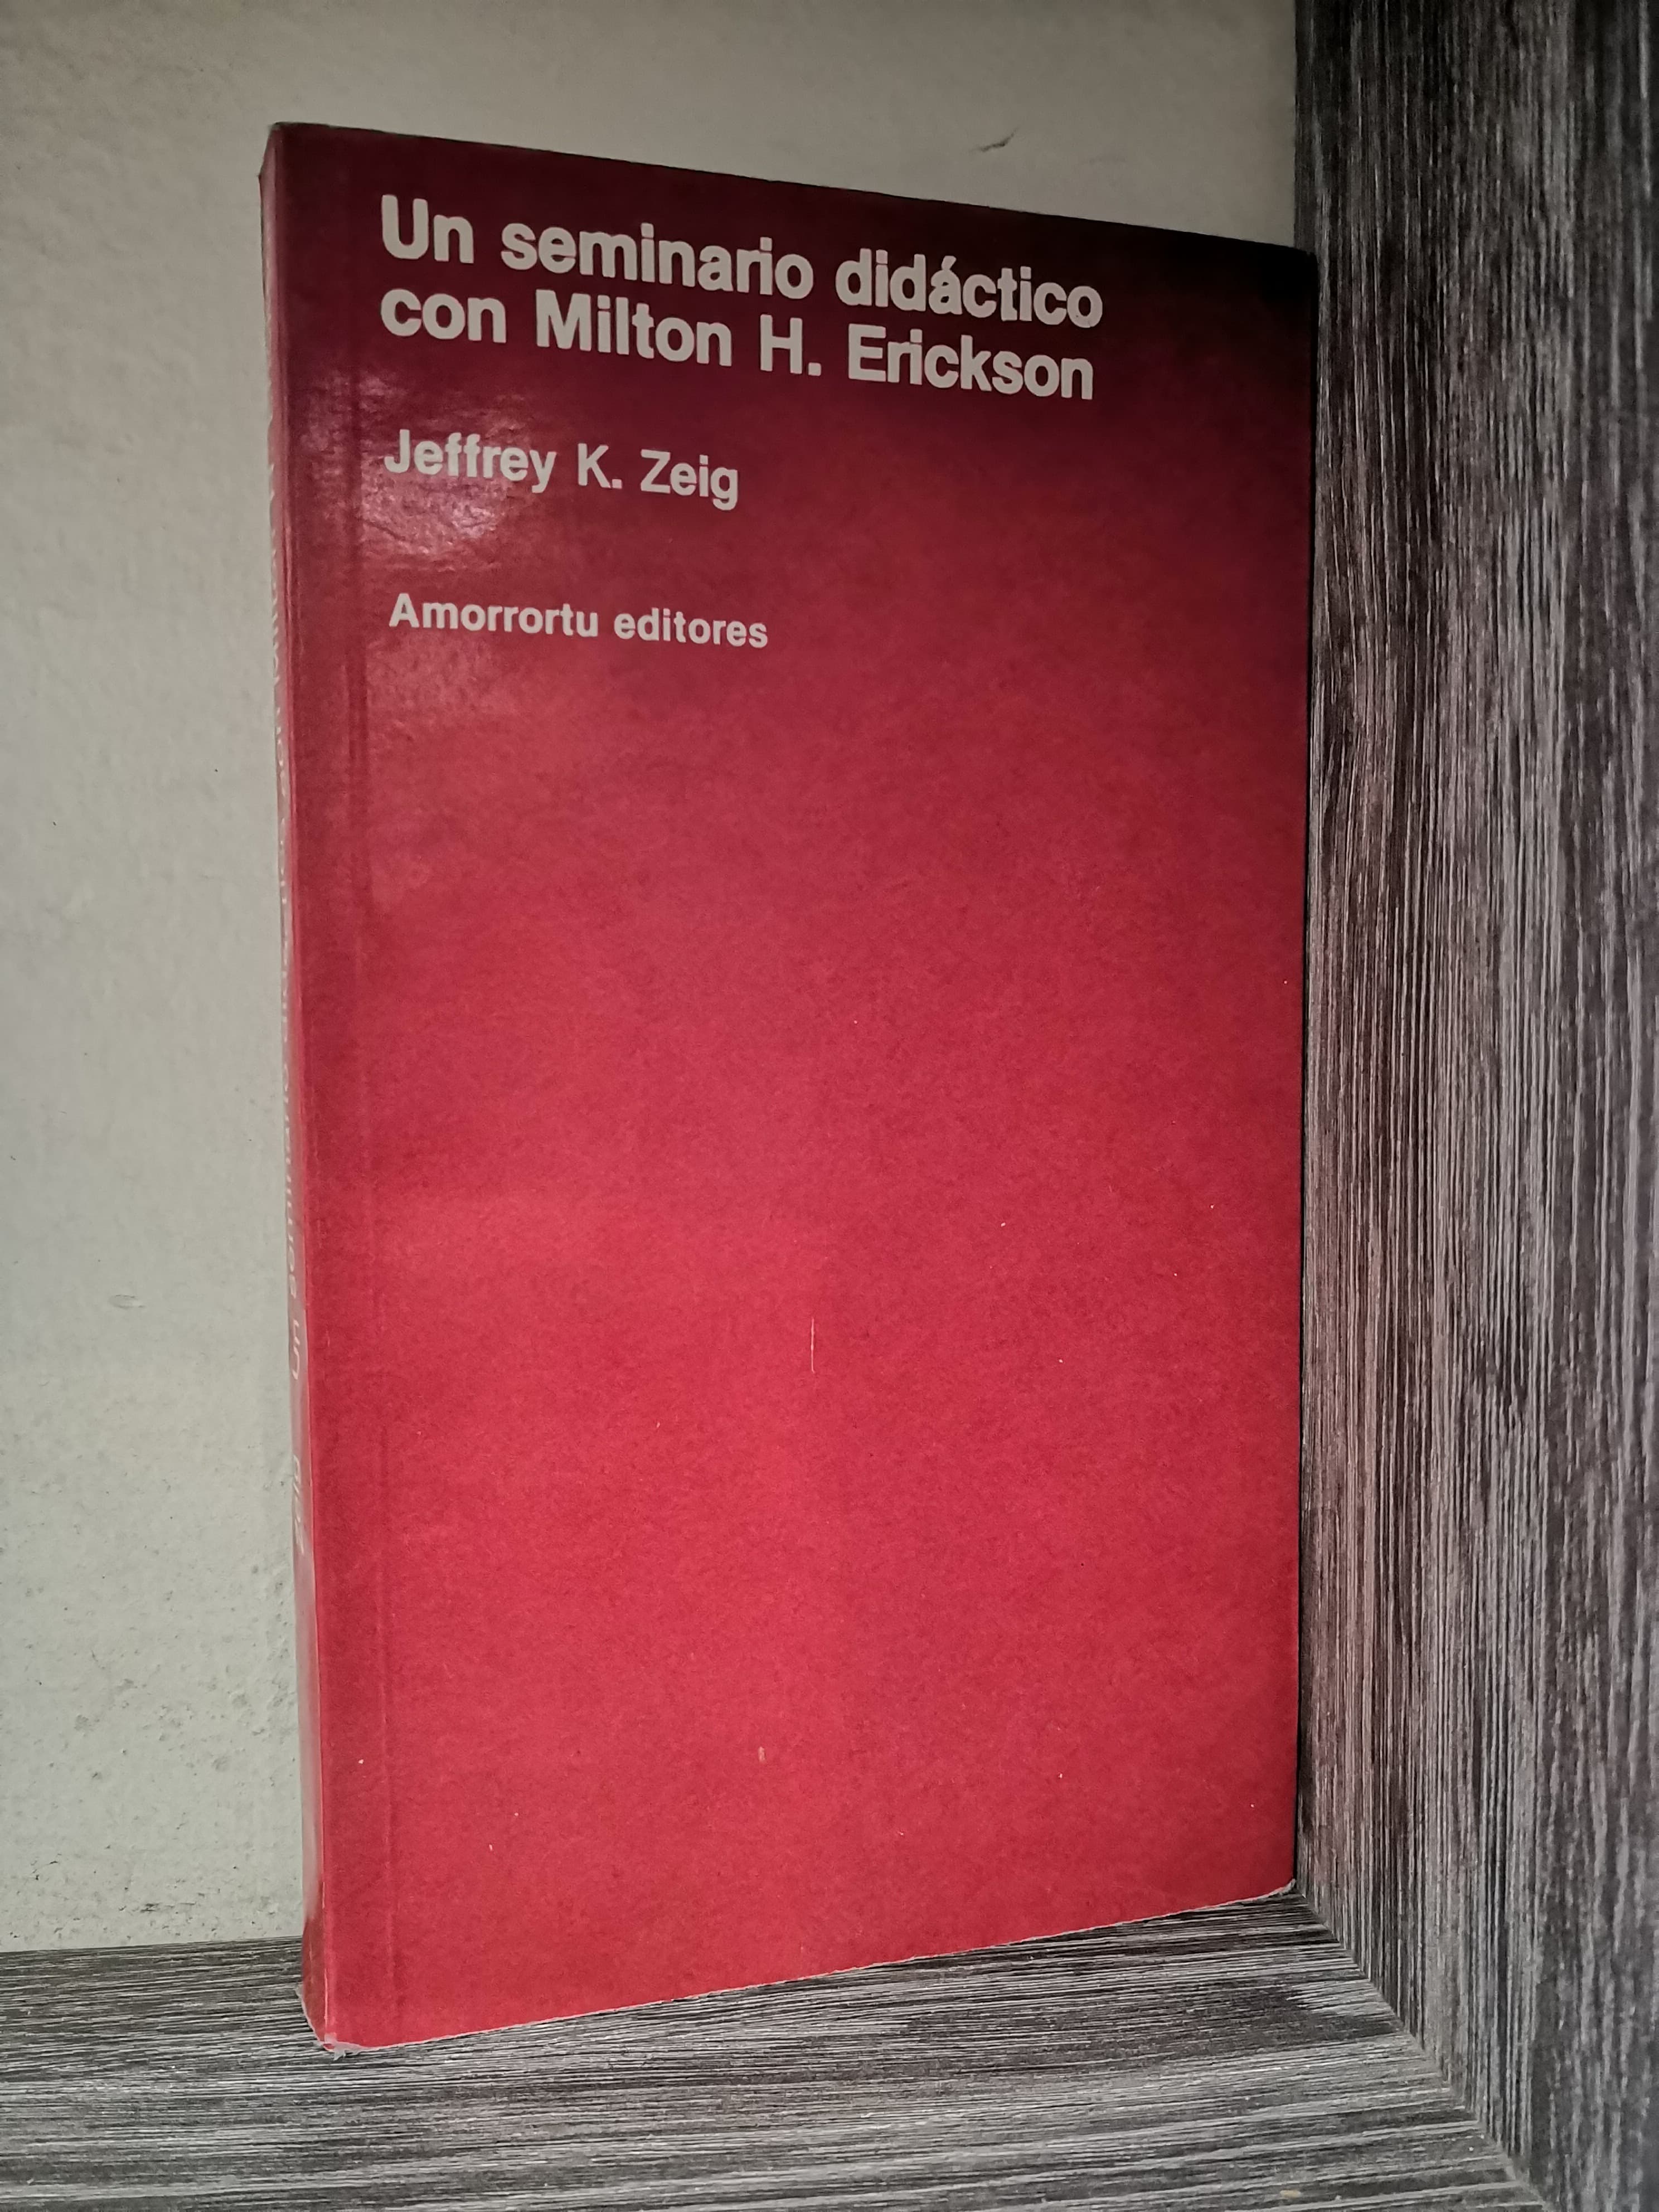 Un seminario didáctico
con Milton H. Erickson
Jeffrey K. Zeig
Amorrortu editores